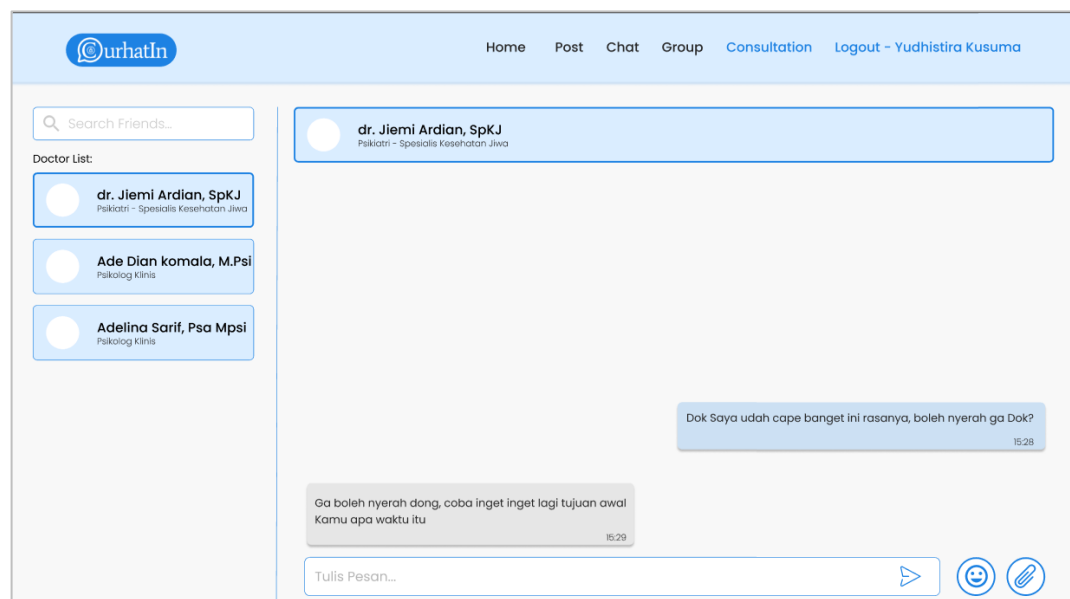 CurhatIn
Home Post Chat Group Consultation Logout - Yudhistira Kusuma
Search Friends...
Doctor List:
dr. Jiemi Ardian, SpKJ
Psikiatri - Spesialis Kesehatan Jiwa
Ade Dian komala, M.Psi
Psikolog Klinis
Adelina Sarif, Psa Mpsi
Psikolog Klinis
dr. Jiemi Ardian, SpKJ
Psikiatri - Spesialis Kesehatan Jiwa
Dok Saya udah cape banget ini rasanya, boleh nyerah ga Dok?
15:28
Ga boleh nyerah dong, coba inget inget lagi tujuan awal
Kamu apa waktu itu
15:29
Tulis Pesan...